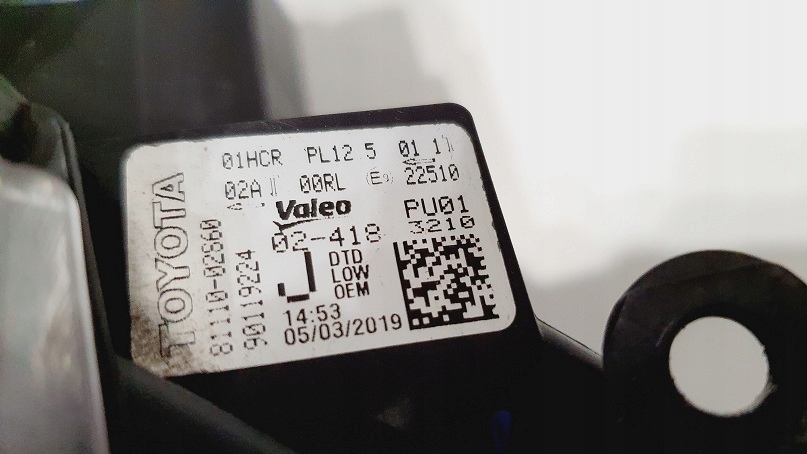 01HCR PL12 5 01 1
02A 00RL E9 22510
Valeo
PU01
3210
02-418
J
DTD
LOW
OEM
14:53
05/03/2019
TOYOTA
81110-02S60
90119224